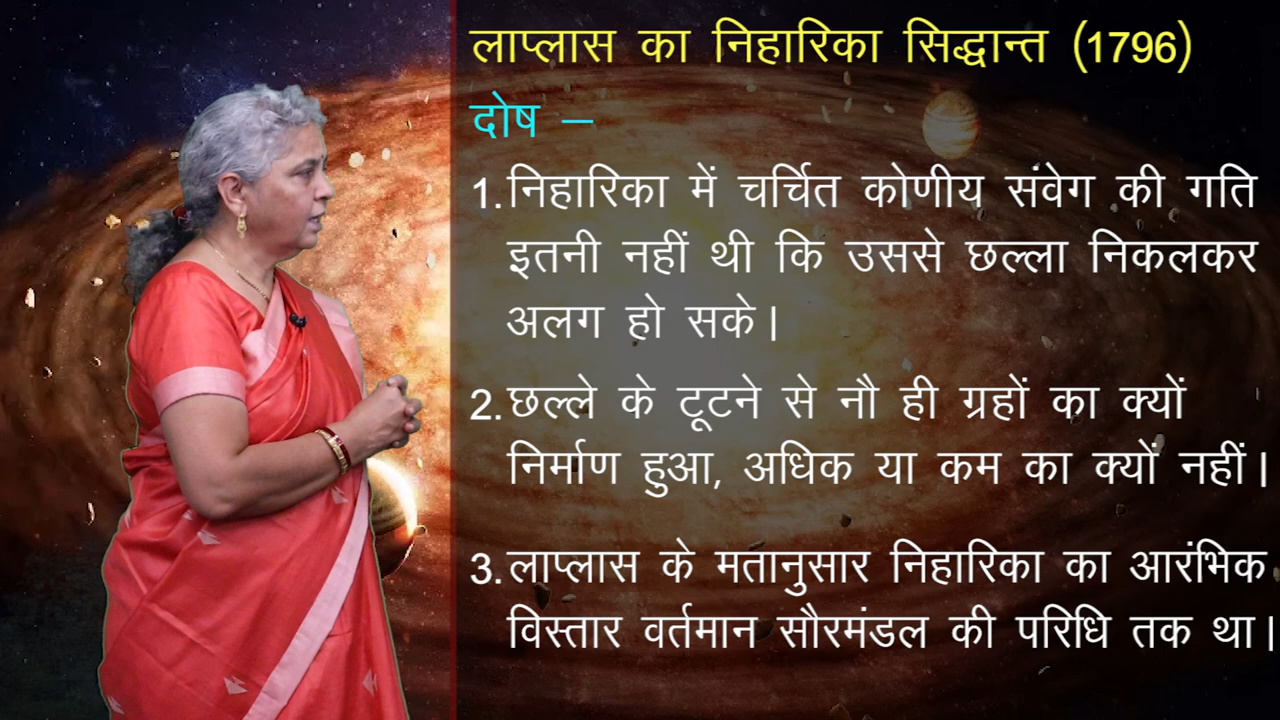 लाप्लास का निहारिका सिद्धान्त (1796)
दोष –
1. निहारिका में चर्चित कोणीय संवेग की गति
इतनी नहीं थी कि उससे छल्ला निकलकर
अलग हो सके।
2. छल्ले के टूटने से नौ ही ग्रहों का क्यों
निर्माण हुआ, अधिक या कम का क्यों नहीं।
3. लाप्लास के मतानुसार निहारिका का आरंभिक
विस्तार वर्तमान सौरमंडल की परिधि तक था।